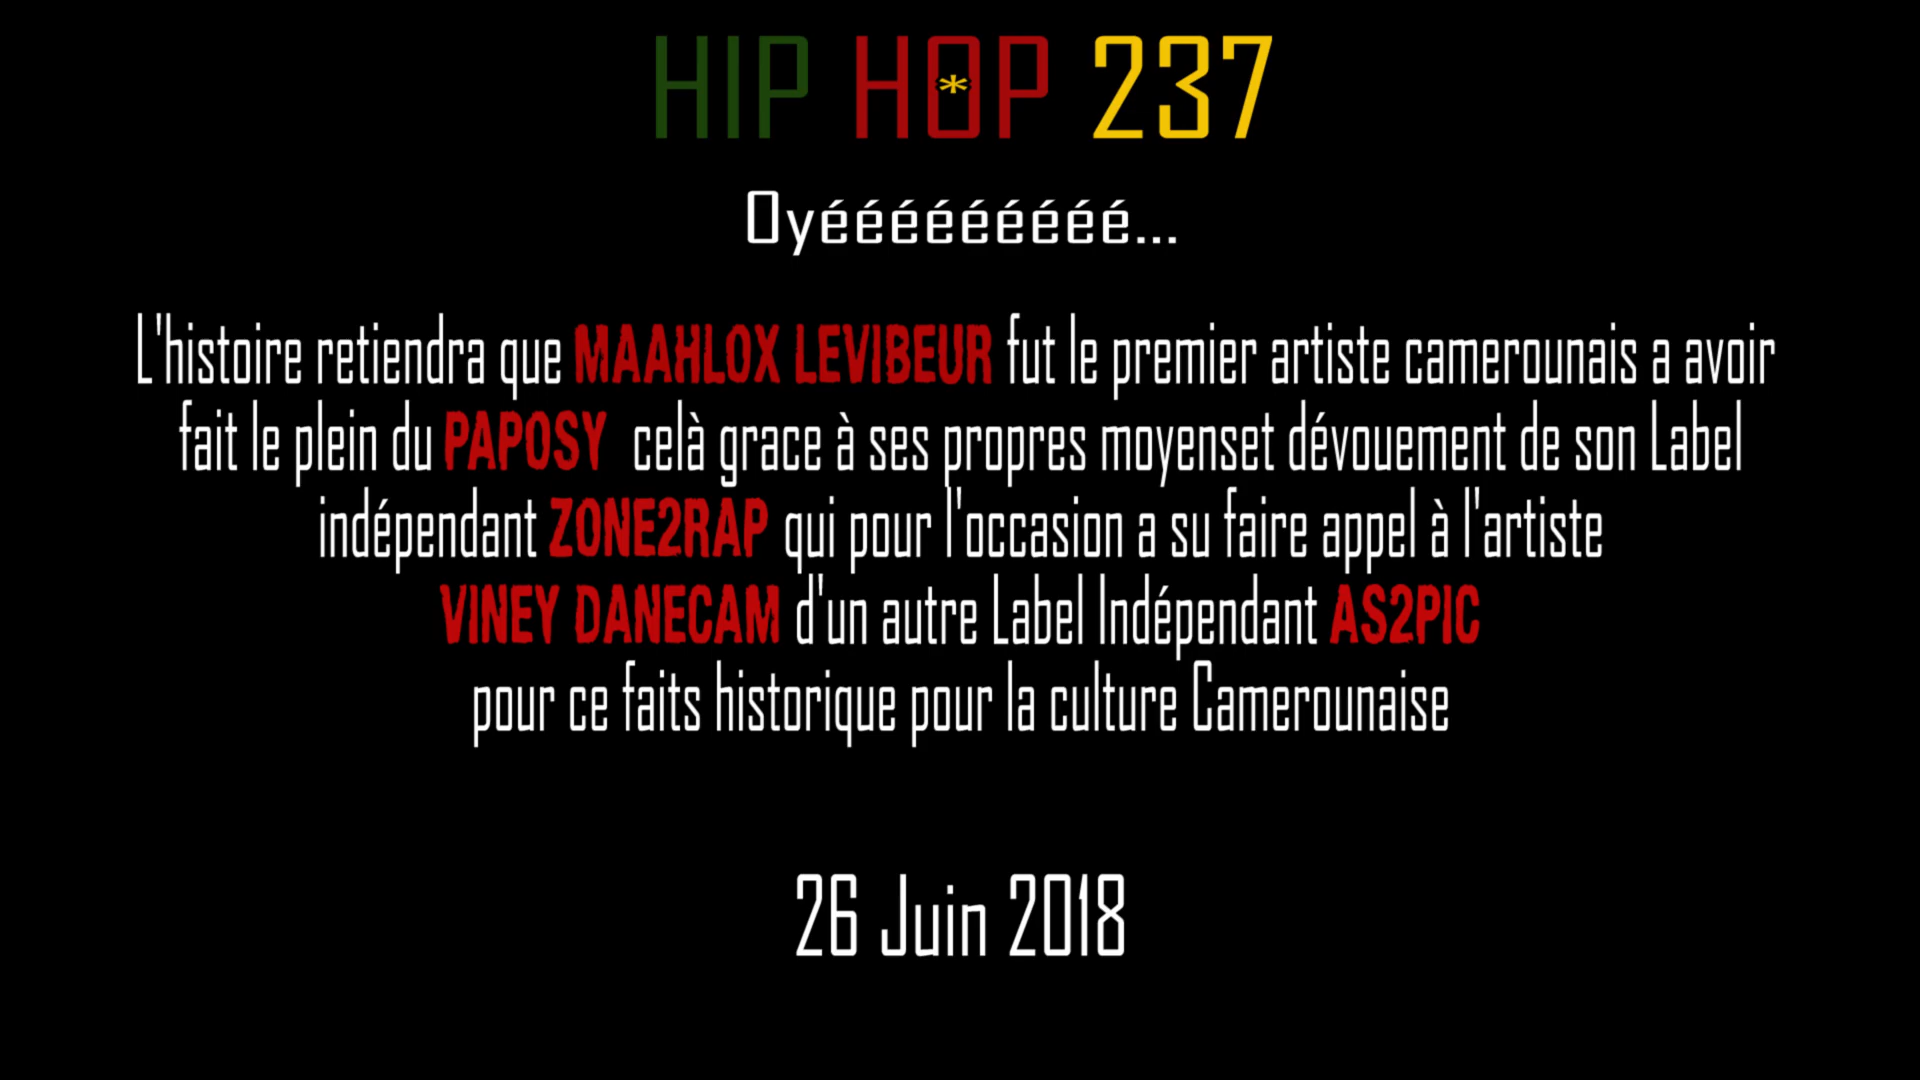 HIP HOP 237
*
Oyééééééééé...
L'histoire retiendra que MAAHLOX LEVIBEUR fut le premier artiste camerounais a avoir
fait le plein du PAPOSY celà grace à ses propres moyenset dévouement de son Label
indépendant ZONE2RAP qui pour l'occasion a su faire appel à l'artiste
VINEY DANECAM d'un autre Label Indépendant AS2PIC
pour ce faits historique pour la culture Camerounaise
26 Juin 2018